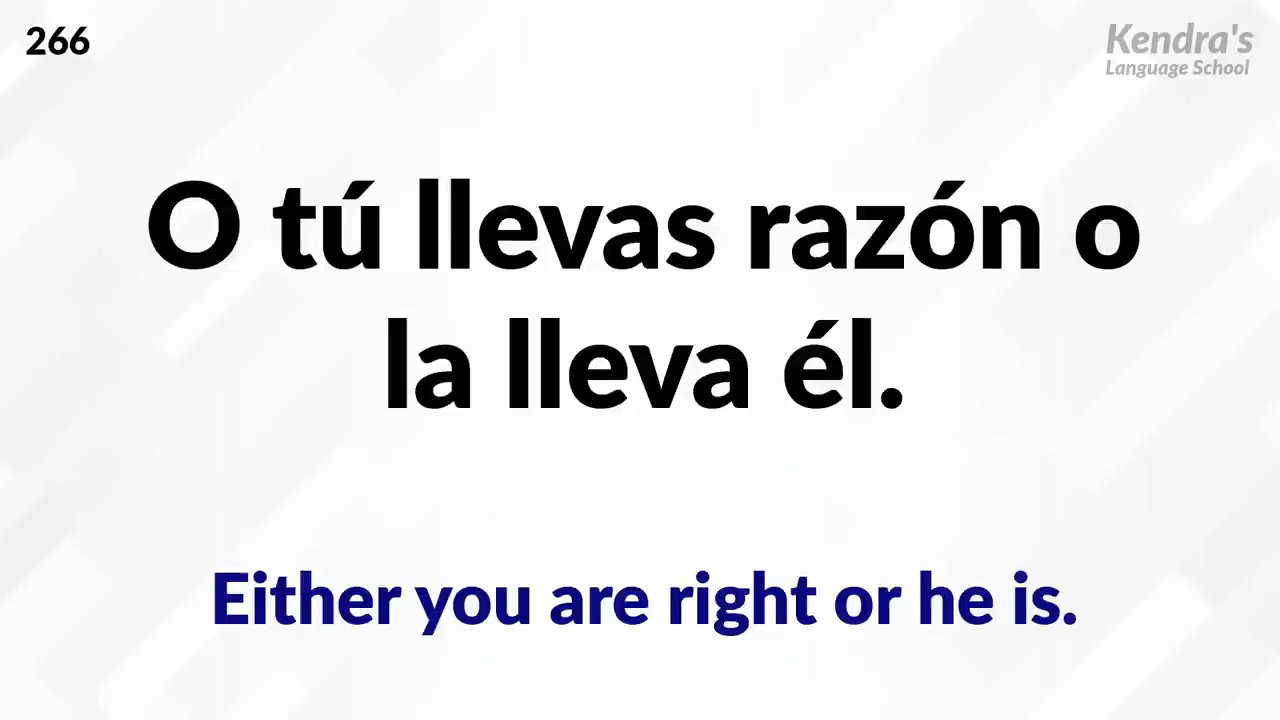 266
Kendra's
Language School
O tú llevas razón o
la lleva él.
Either you are right or he is.